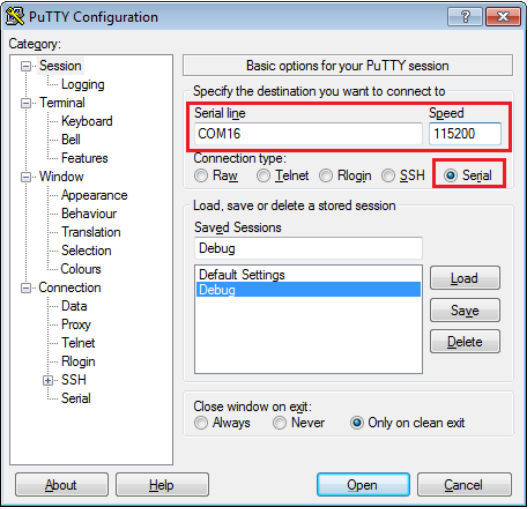 PuTTY Configuration
Category:
Session
Logging
Terminal
Keyboard
Bell
Features
Window
Appearance
Behaviour
Translation
Selection
Colours
Connection
Data
Proxy
Telnet
Rlogin
SSH
Serial
Basic options for your PuTTY session
Specify the destination you want to connect to
Serial line Speed
COM16 115200
Connection type:
Raw Telnet Rlogin SSH Serial
Load, save or delete a stored session
Saved Sessions
Debug
Default Settings
Debug
Load
Save
Delete
Close window on exit:
Always Never Only on clean exit
About Help Open Cancel